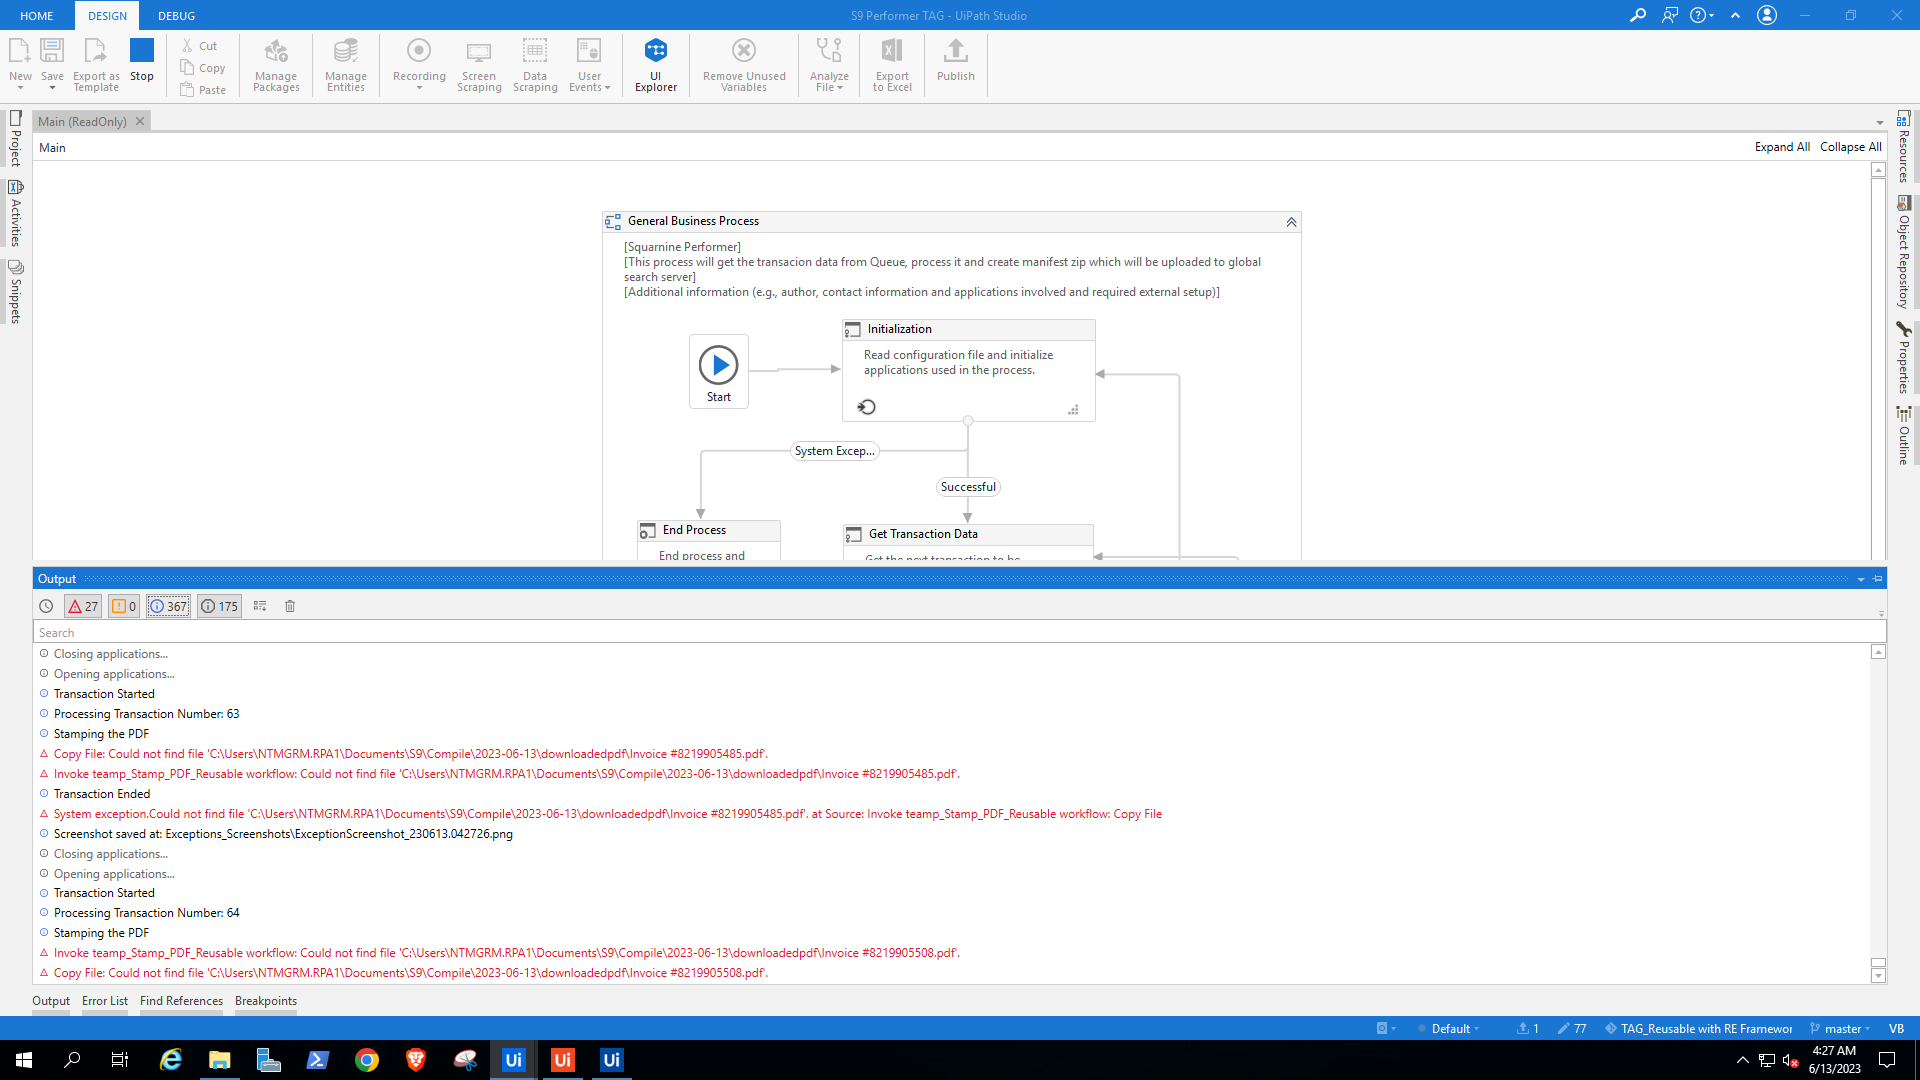 HOME DESIGN DEBUG S9 Performer TAG - UiPath Studio
New Save Export as Template Stop Cut Copy Paste Manage Packages Manage Entities Recording Screen Scraping Data Scraping User Events UI Explorer Remove Unused Variables Analyze File Export to Excel Publish
Main (ReadOnly)
Main Expand All Collapse All
Project
Activities
Snippets
Resources
Object Repository
Properties
Outline
General Business Process
[Squarnine Performer]
[This process will get the transacion data from Queue, process it and create manifest zip which will be uploaded to global
search server]
[Additional information (e.g., author, contact information and applications involved and required external setup)]
Initialization
Read configuration file and initialize
applications used in the process.
Start
System Excep...
Successful
End Process
End process and
Get Transaction Data
Get the next transaction to be
Output
27 0 367 175
Search
Closing applications...
Opening applications...
Transaction Started
Processing Transaction Number: 63
Stamping the PDF
Copy File: Could not find file 'C:\Users\NTMGRM.RPA1\Documents\S9\Compile\2023-06-13\downloadedpdf\Invoice #8219905485.pdf'.
Invoke teamp_Stamp_PDF_Reusable workflow: Could not find file 'C:\Users\NTMGRM.RPA1\Documents\S9\Compile\2023-06-13\downloadedpdf\Invoice #8219905485.pdf'.
Transaction Ended
System exception.Could not find file 'C:\Users\NTMGRM.RPA1\Documents\S9\Compile\2023-06-13\downloadedpdf\Invoice #8219905485.pdf'. at Source: Invoke teamp_Stamp_PDF_Reusable workflow: Copy File
Screenshot saved at: Exceptions_Screenshots\ExceptionScreenshot_230613.042726.png
Closing applications...
Opening applications...
Transaction Started
Processing Transaction Number: 64
Stamping the PDF
Invoke teamp_Stamp_PDF_Reusable workflow: Could not find file 'C:\Users\NTMGRM.RPA1\Documents\S9\Compile\2023-06-13\downloadedpdf\Invoice #8219905508.pdf'.
Copy File: Could not find file 'C:\Users\NTMGRM.RPA1\Documents\S9\Compile\2023-06-13\downloadedpdf\Invoice #8219905508.pdf'.
Output Error List Find References Breakpoints
Default 1 77 TAG_Reusable with RE Framewor master VB
Ui Ui Ui
4:27 AM
6/13/2023